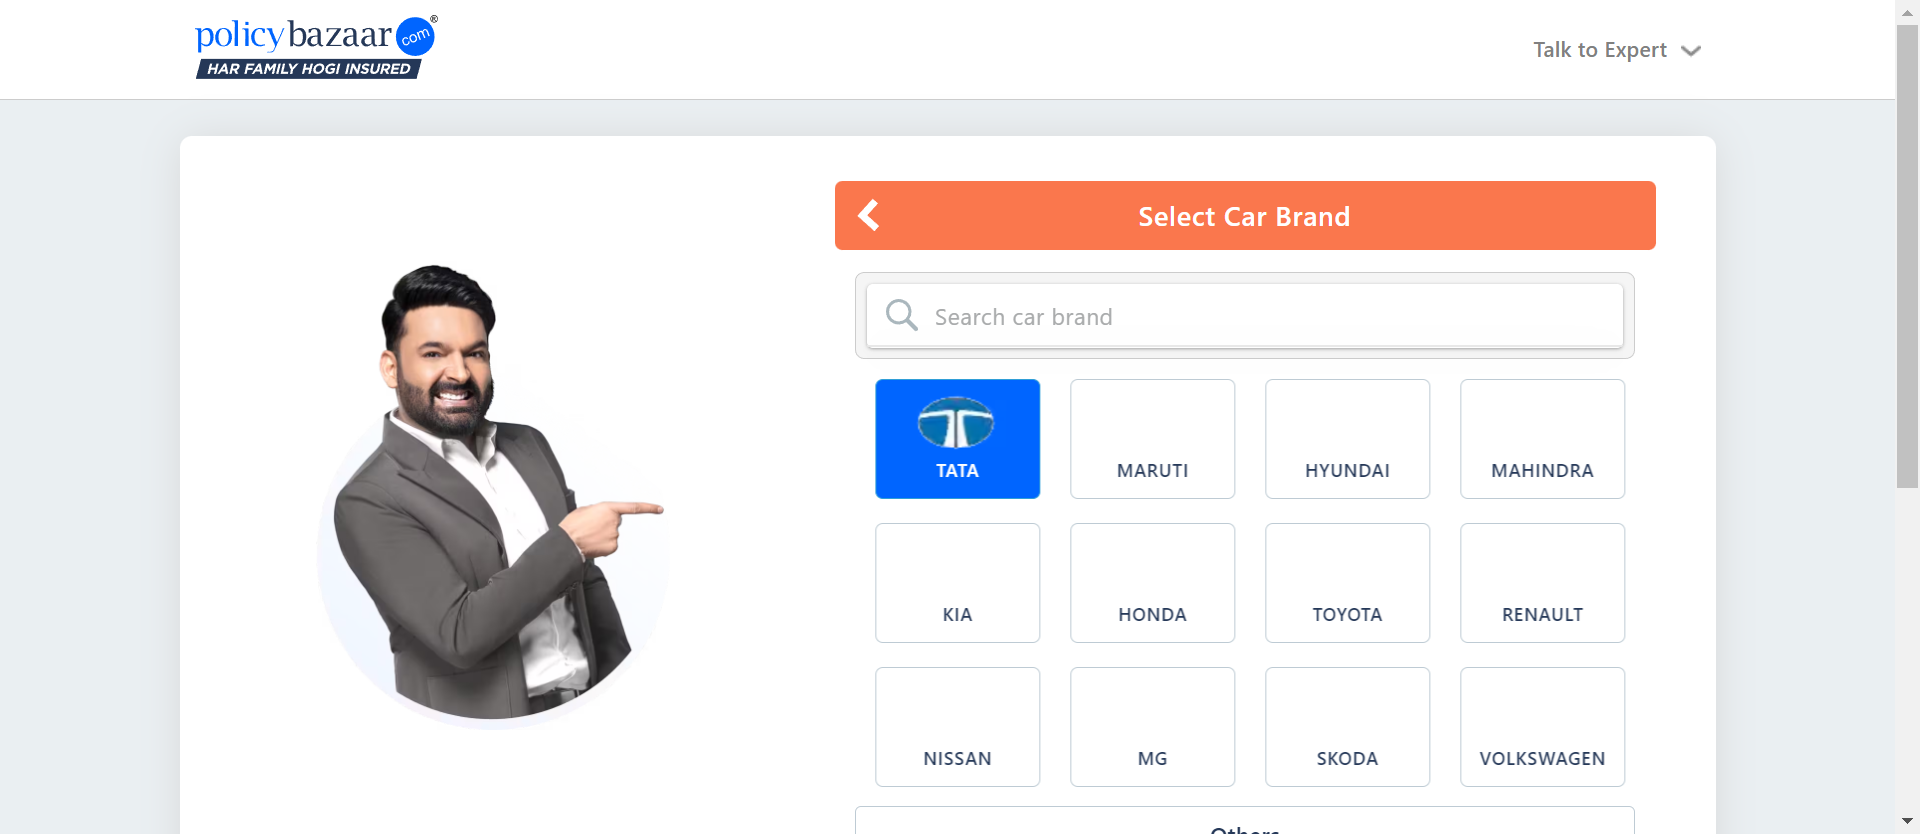 policybazaar.com®
HAR FAMILY HOGI INSURED
Talk to Expert
Select Car Brand
Search car brand
TATA
MARUTI
HYUNDAI
MAHINDRA
KIA
HONDA
TOYOTA
RENAULT
NISSAN
MG
SKODA
VOLKSWAGEN
Others